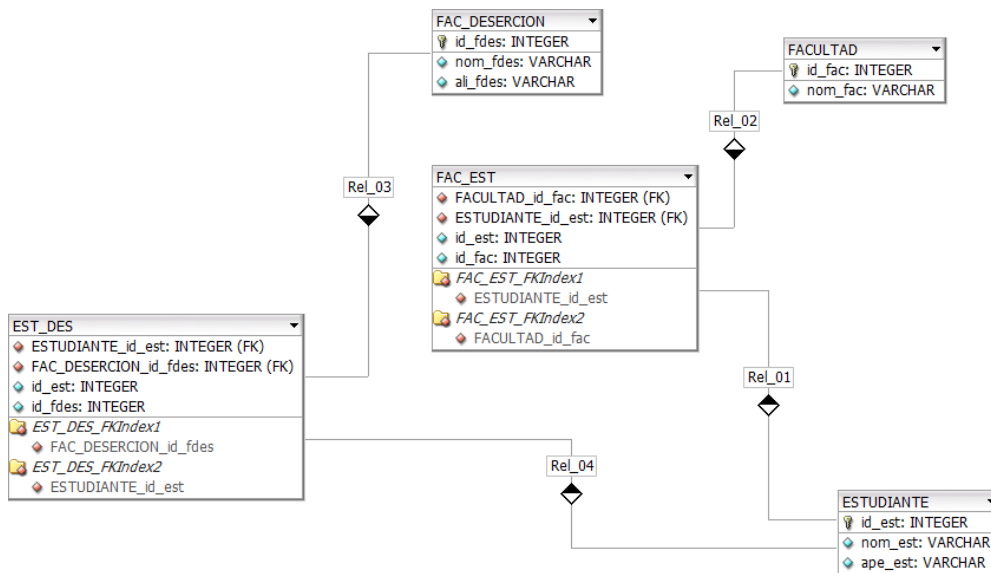 FAC_DESERCION
id_fdes: INTEGER
nom_fdes: VARCHAR
ali_fdes: VARCHAR
FACULTAD
id_fac: INTEGER
nom_fac: VARCHAR
Rel_02
Rel_03
FAC_EST
FACULTAD_id_fac: INTEGER (FK)
ESTUDIANTE_id_est: INTEGER (FK)
id_est: INTEGER
id_fac: INTEGER
FAC_EST_FKIndex1
ESTUDIANTE_id_est
FAC_EST_FKIndex2
FACULTAD_id_fac
EST_DES
ESTUDIANTE_id_est: INTEGER (FK)
FAC_DESERCION_id_fdes: INTEGER (FK)
id_est: INTEGER
id_fdes: INTEGER
EST_DES_FKIndex1
FAC_DESERCION_id_fdes
EST_DES_FKIndex2
ESTUDIANTE_id_est
Rel_01
Rel_04
ESTUDIANTE
id_est: INTEGER
nom_est: VARCHAR
ape_est: VARCHAR